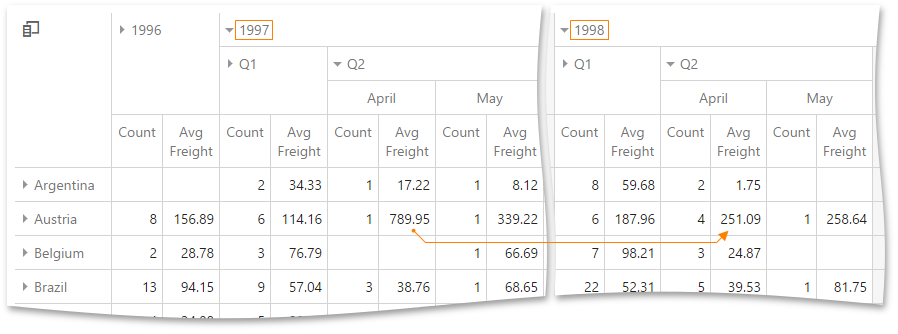 1996 1997 1998
Q1 Q2 Q1 Q2
April May April May
Count Avg Freight Count Avg Freight Count Avg Freight Count Avg Freight Count Avg Freight Count Avg Freight Count Avg Freight
Argentina 2 34.33 1 17.22 1 8.12 8 59.68 2 1.75
Austria 8 156.89 6 114.16 1 789.95 1 339.22 6 187.96 4 251.09 1 258.64
Belgium 2 28.78 3 76.79 1 66.69 7 98.21 3 24.87
Brazil 13 94.15 9 57.04 3 38.76 1 68.65 22 52.31 5 39.53 1 81.75